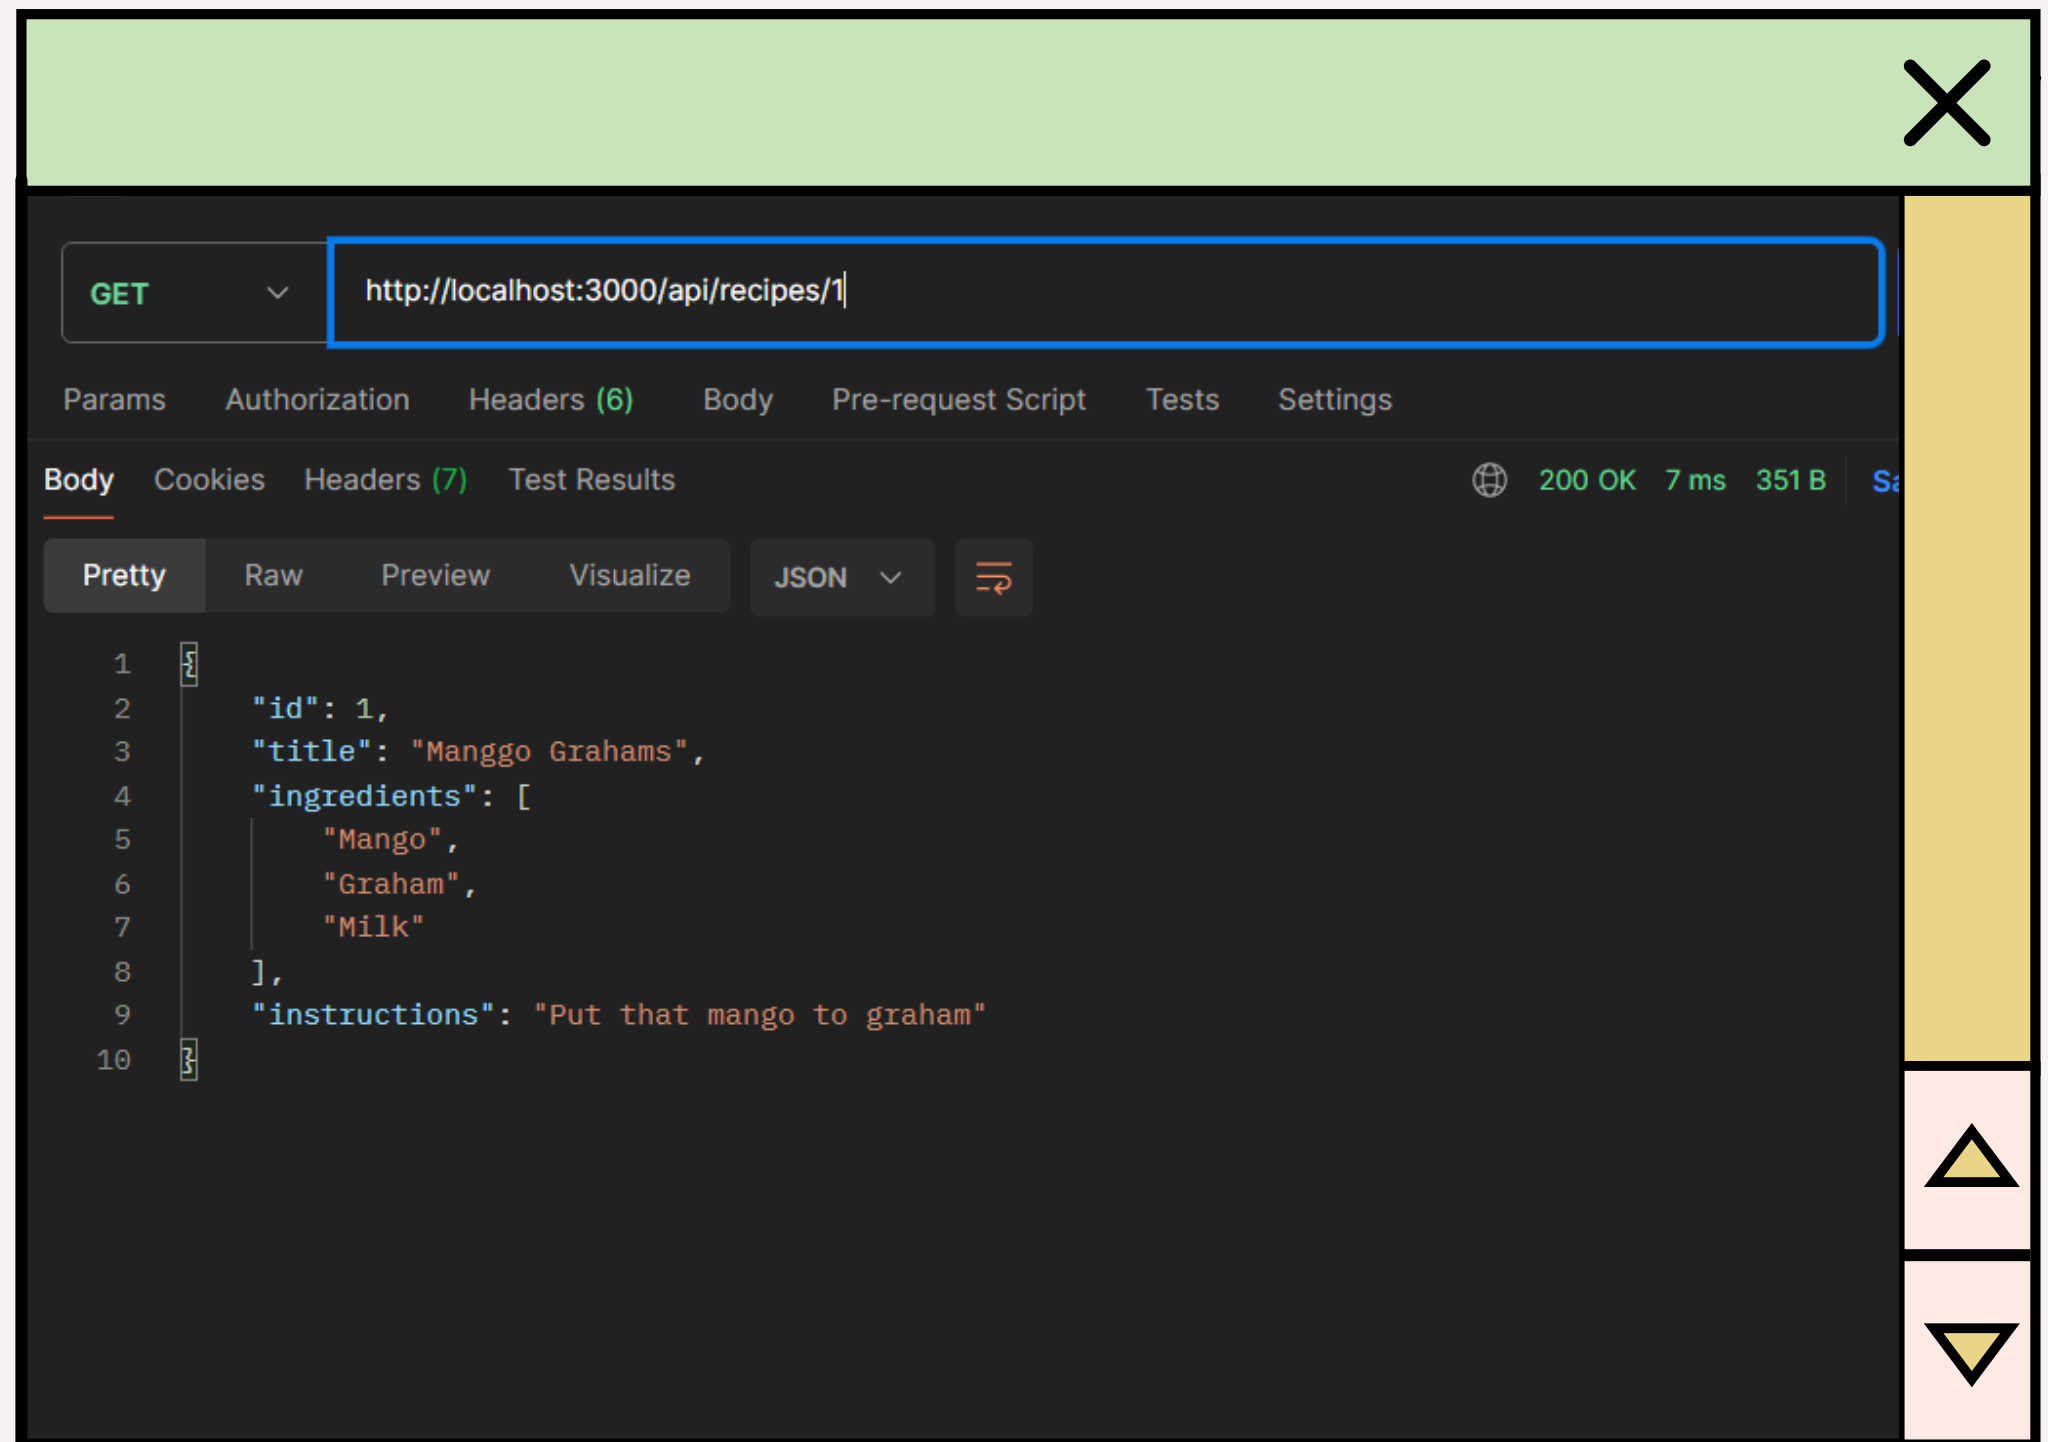 GET http://localhost:3000/api/recipes/1
Params Authorization Headers (6) Body Pre-request Script Tests Settings
Body Cookies Headers (7) Test Results 200 OK 7 ms 351 B
Pretty Raw Preview Visualize JSON
1 {
2 "id": 1,
3 "title": "Manggo Grahams",
4 "ingredients": [
5 "Mango",
6 "Graham",
7 "Milk"
8 ],
9 "instructions": "Put that mango to graham"
10 }